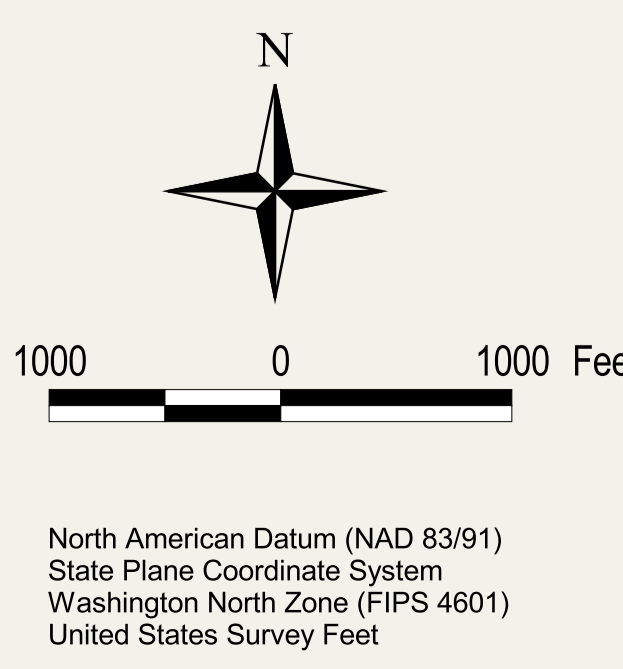 N
1000 0 1000 Fee
North American Datum (NAD 83/91)
State Plane Coordinate System
Washington North Zone (FIPS 4601)
United States Survey Feet